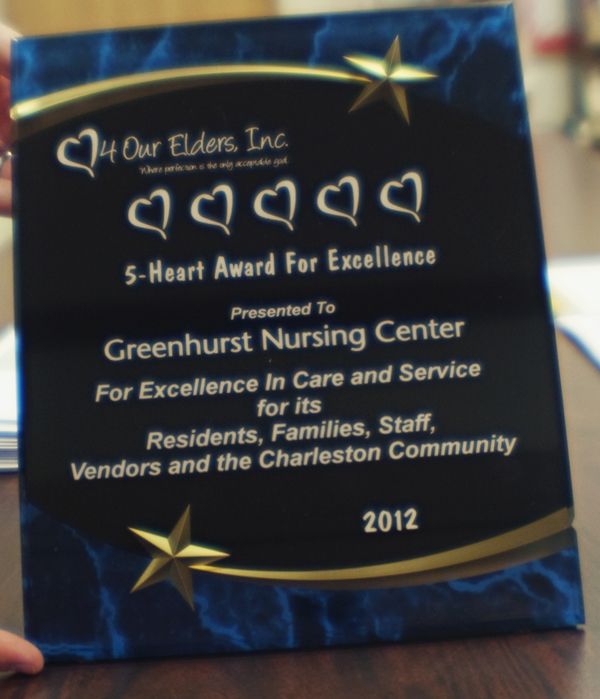 4 Our Elders, Inc.
Where perfection is the only acceptable goal.
5-Heart Award For Excellence
Presented To
Greenhurst Nursing Center
For Excellence In Care and Service
for its
Residents, Families, Staff,
Vendors and the Charleston Community
2012